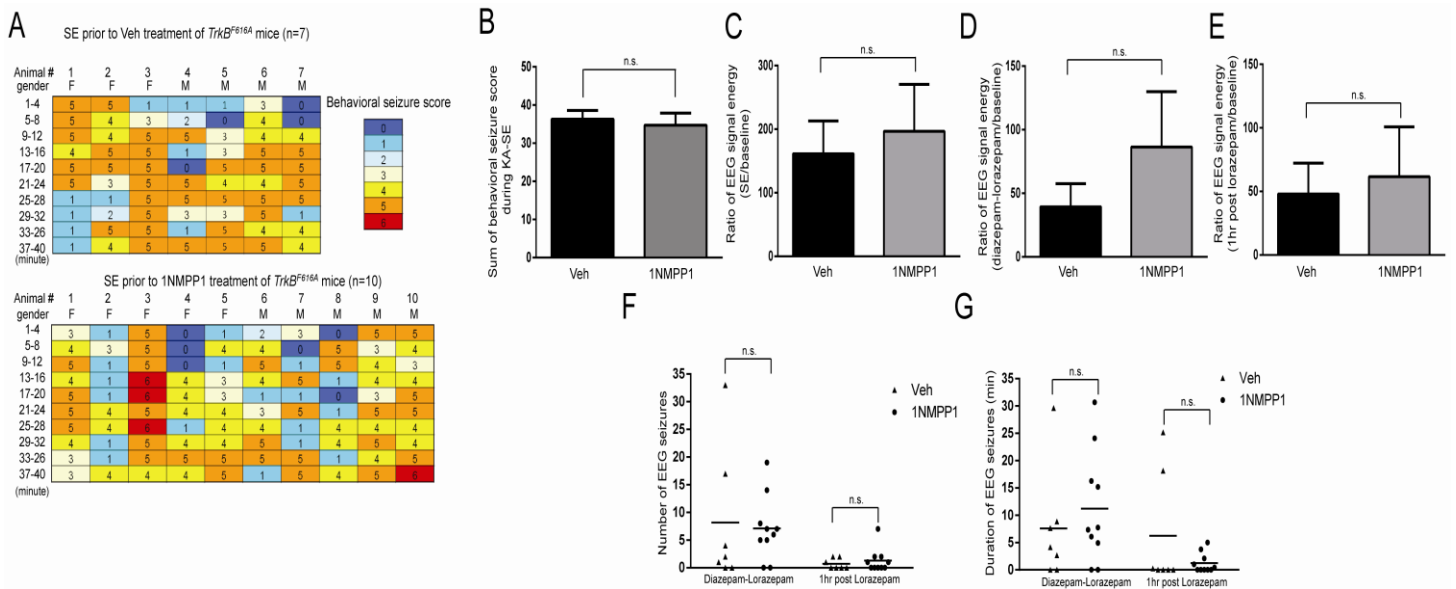 A
SE prior to Veh treatment of TrkB^F616A mice (n=7)
Animal # 1 2 3 4 5 6 7
gender F F F M M M M
1-4 5 5 1 1 1 3 0
5-8 5 4 3 2 0 4 0
9-12 5 4 5 5 3 4 4
13-16 4 5 5 1 3 5 5
17-20 5 5 5 0 5 5 5
21-24 5 3 5 5 4 4 5
25-28 1 1 5 5 5 5 5
29-32 1 2 5 3 3 5 1
33-26 1 5 5 1 5 4 4
37-40 1 4 5 5 5 5 4
(minute)
Behavioral seizure score
0
1
2
3
4
5
6
SE prior to 1NMPP1 treatment of TrkB^F616A mice (n=10)
Animal # 1 2 3 4 5 6 7 8 9 10
gender F F F F F M M M M M
1-4 3 1 5 0 1 2 3 0 5 5
5-8 4 3 5 0 4 4 0 5 3 4
9-12 5 1 5 0 1 5 1 5 4 3
13-16 4 1 6 4 3 4 5 1 4 4
17-20 5 1 6 4 3 1 1 0 3 5
21-24 5 4 5 4 4 3 5 1 5 5
25-28 5 4 6 1 4 4 1 4 4 4
29-32 4 1 5 4 4 5 1 5 4 5
33-26 3 1 5 5 5 5 5 1 4 5
37-40 3 4 4 4 5 1 5 4 5 6
(minute)
B
Sum of behavioral seizure score
during KA-SE
50
40
30
20
10
0
n.s.
Veh 1NMPP1
C
Ratio of EEG signal energy
(SE/baseline)
300
200
100
0
n.s.
Veh 1NMPP1
D
Ratio of EEG signal energy
(diazepam-lorazepam/baseline)
150
100
50
0
n.s.
Veh 1NMPP1
E
Ratio of EEG signal energy
(1hr post lorazepam/baseline)
150
100
50
0
n.s.
Veh 1NMPP1
F
Number of EEG seizures
35
30
25
20
15
10
5
0
n.s.
n.s.
Veh
1NMPP1
Diazepam-Lorazepam 1hr post Lorazepam
G
Duration of EEG seizures (min)
35
30
25
20
15
10
5
0
n.s.
n.s.
Veh
1NMPP1
Diazepam-Lorazepam 1hr post Lorazepam